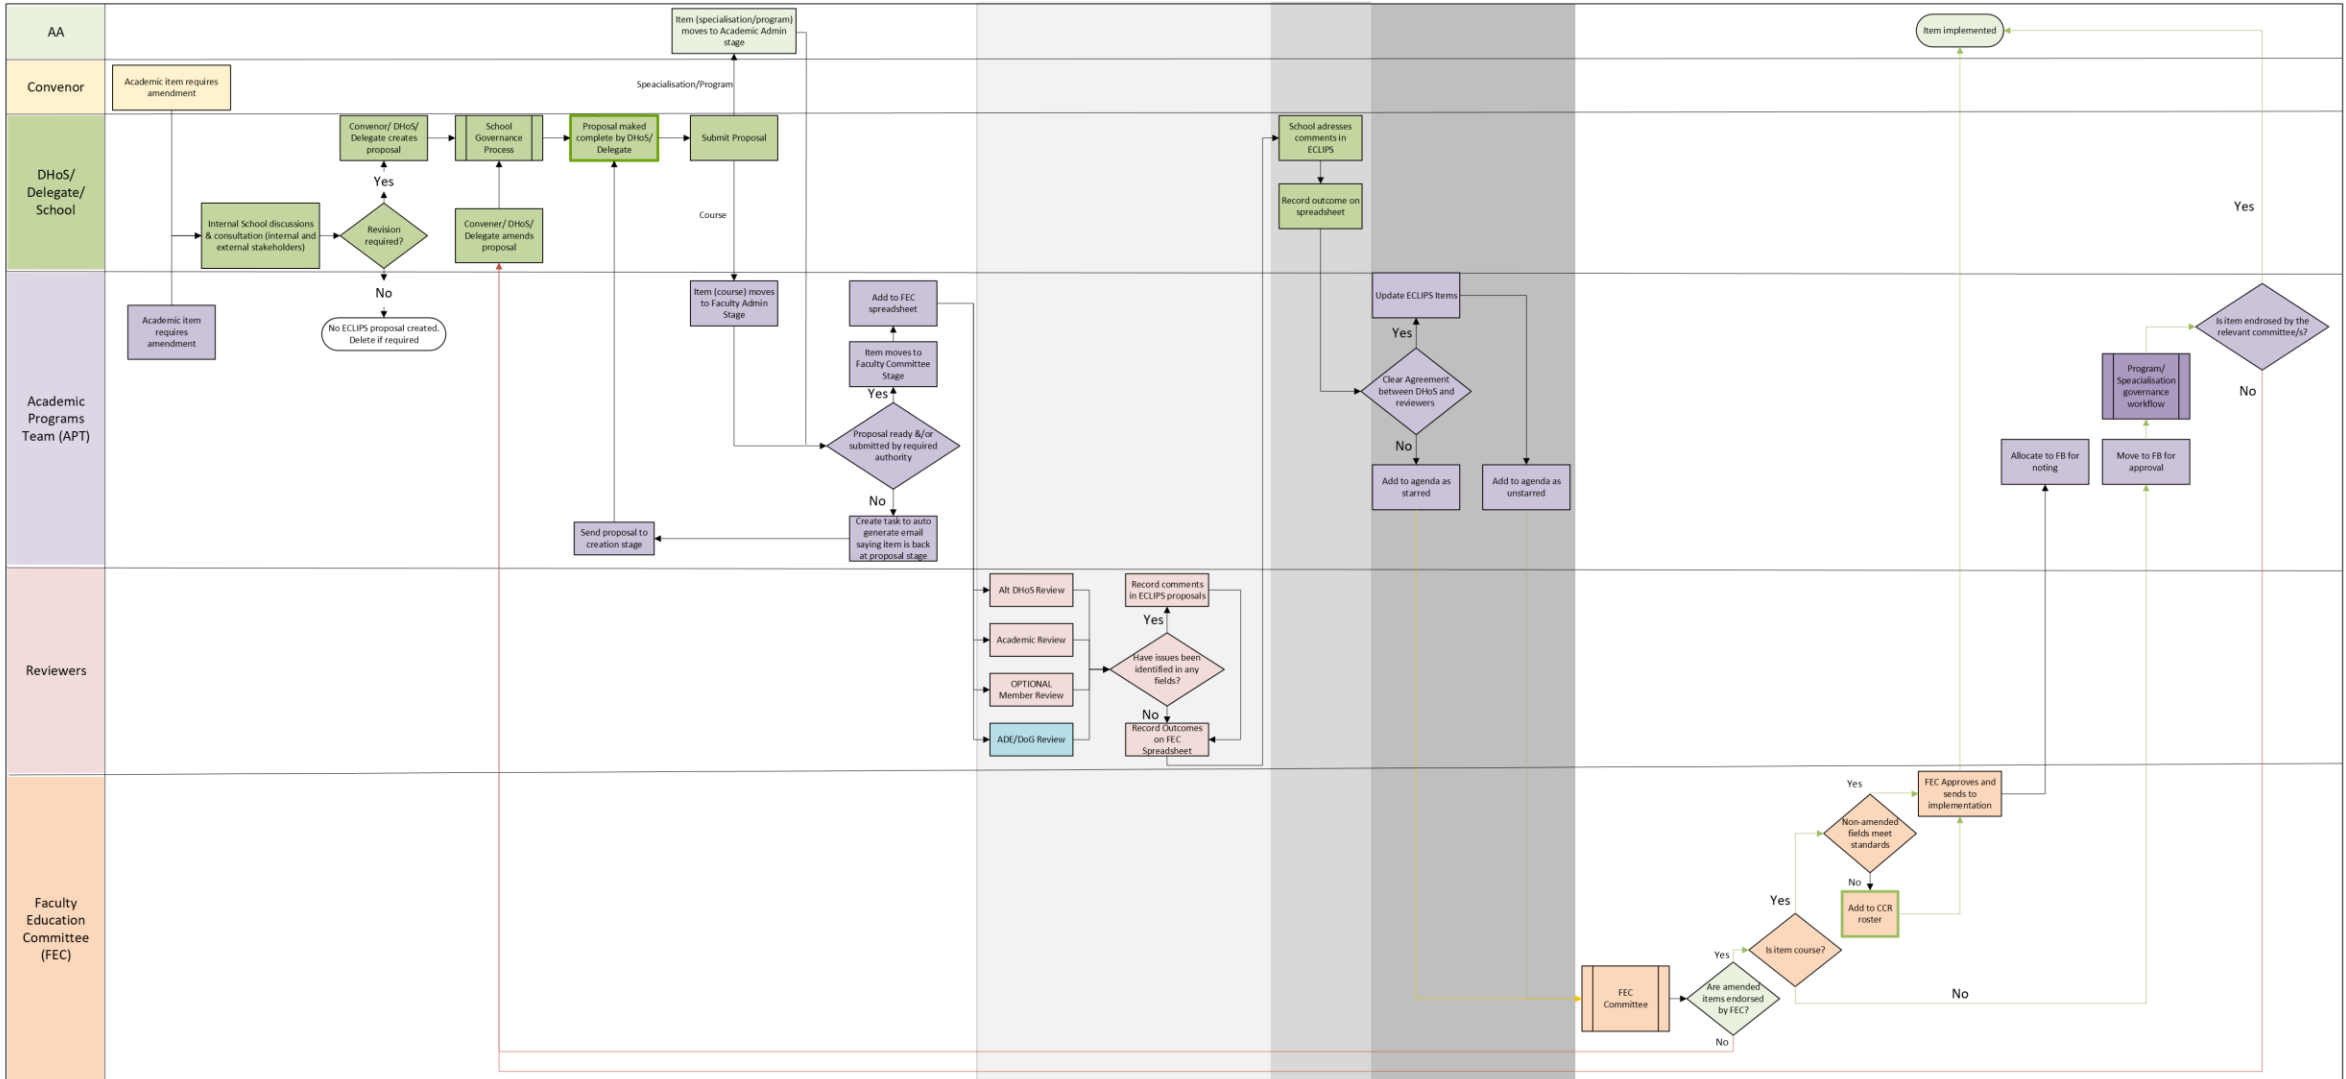 AA
Item (specialisation/program)
moves to Academic Admin
stage
Item implemented
Convenor
Academic item requires
amendment
Speacialisation/Program
DHoS/
Delegate/
School
Convenor/ DHoS/
Delegate creates
proposal
School
Governance
Process
Proposal maked
complete by DHoS/
Delegate
Submit Proposal
School adresses
comments in
ECLIPS
Yes
Internal School discussions
& consultation (internal and
external stakeholders)
Revision
required?
Convener/ DHoS/
Delegate amends
proposal
Course
Record outcome on
spreadsheet
Yes
No
Academic
Programs
Team (APT)
Academic item
requires
amendment
No ECLIPS proposal created.
Delete if required
Item (course) moves
to Faculty Admin
Stage
Add to FEC
spreadsheet
Item moves to
Faculty Committee
Stage
Yes
Proposal ready &/or
submitted by required
authority
No
Create task to auto
generate email
saying item is back
at proposal stage
Send proposal to
creation stage
Update ECLIPS Items
Yes
Clear Agreement
between DHoS and
reviewers
No
Add to agenda as
starred
Add to agenda as
unstarred
Is item endrosed by the
relevant committee/s?
No
Program/
Speacialisation
governance
workflow
Allocate to FB for
noting
Move to FB for
approval
Reviewers
Alt DHoS Review
Academic Review
OPTIONAL
Member Review
ADE/DoG Review
Record comments
in ECLIPS proposals
Yes
Have issues been
identified in any
fields?
No
Record Outcomes
on FEC
Spreadsheet
Faculty
Education
Committee
(FEC)
FEC Approves and
sends to
implementation
Yes
Non-amended
fields meet
standards
No
Add to CCR
roster
Yes
Is item course?
Yes
No
FEC
Committee
Are amended
items endorsed
by FEC?
No